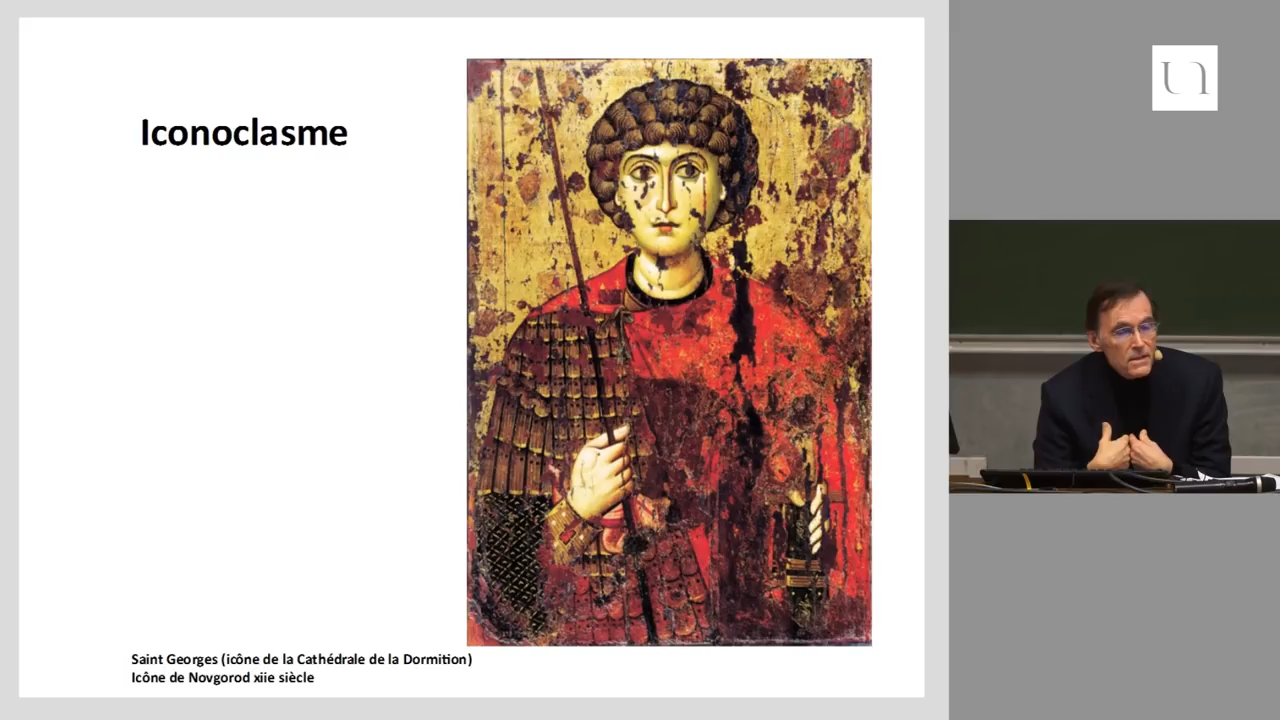 Iconoclasme
Saint Georges (icône de la Cathédrale de la Dormition)
Icône de Novgorod xiie siècle